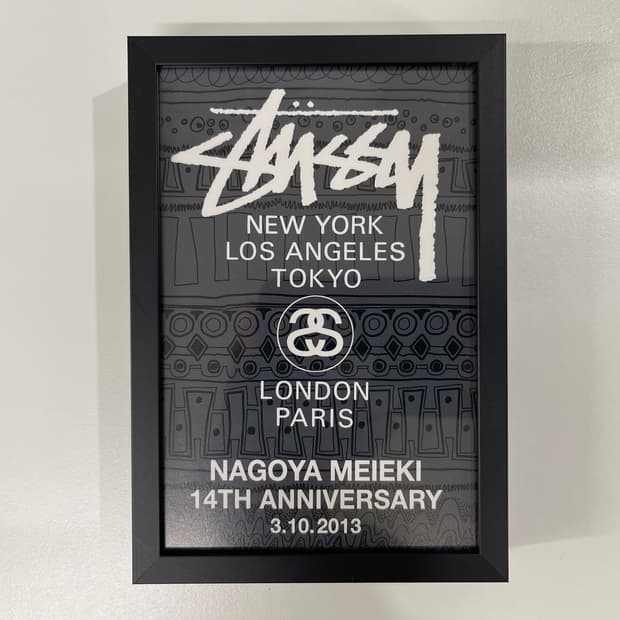 Stüssy
NEW YORK
LOS ANGELES
TOKYO
LONDON
PARIS
NAGOYA MEIEKI
14TH ANNIVERSARY
3.10.2013